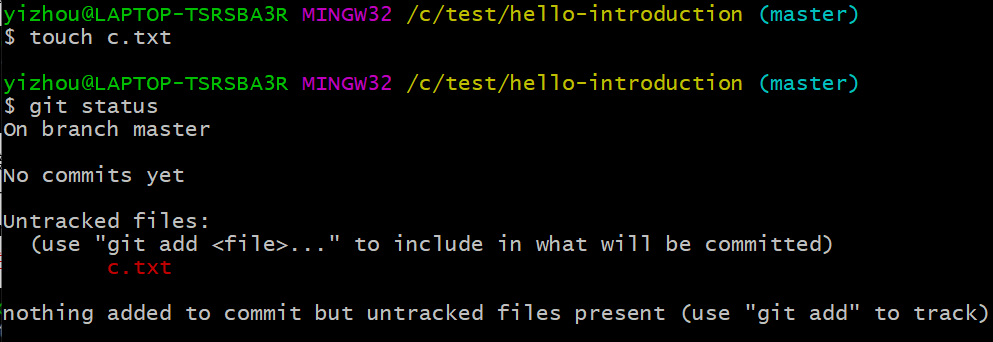 yizhou@LAPTOP-TSRSBA3R MINGW32 /c/test/hello-introduction (master)
$ touch c.txt
yizhou@LAPTOP-TSRSBA3R MINGW32 /c/test/hello-introduction (master)
$ git status
On branch master
No commits yet
Untracked files:
(use "git add <file>..." to include in what will be committed)
c.txt
nothing added to commit but untracked files present (use "git add" to track)